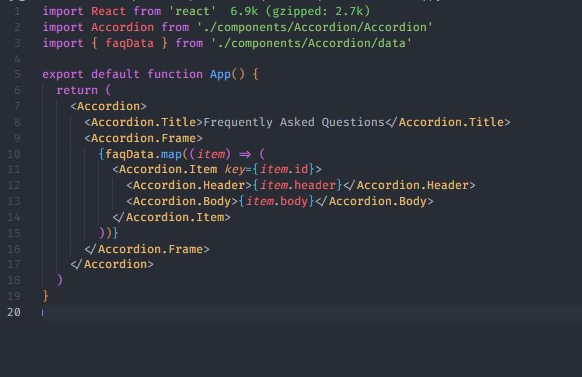 1 import React from 'react' 6.9k (gzipped: 2.7k)
2 import Accordion from './components/Accordion/Accordion'
3 import { faqData } from './components/Accordion/data'
4
5 export default function App() {
6 return (
7 <Accordion>
8 <Accordion.Title>Frequently Asked Questions</Accordion.Title>
9 <Accordion.Frame>
10 {faqData.map((item) => (
11 <Accordion.Item key={item.id}>
12 <Accordion.Header>{item.header}</Accordion.Header>
13 <Accordion.Body>{item.body}</Accordion.Body>
14 </Accordion.Item>
15 ))}
16 </Accordion.Frame>
17 </Accordion>
18 )
19 }
20